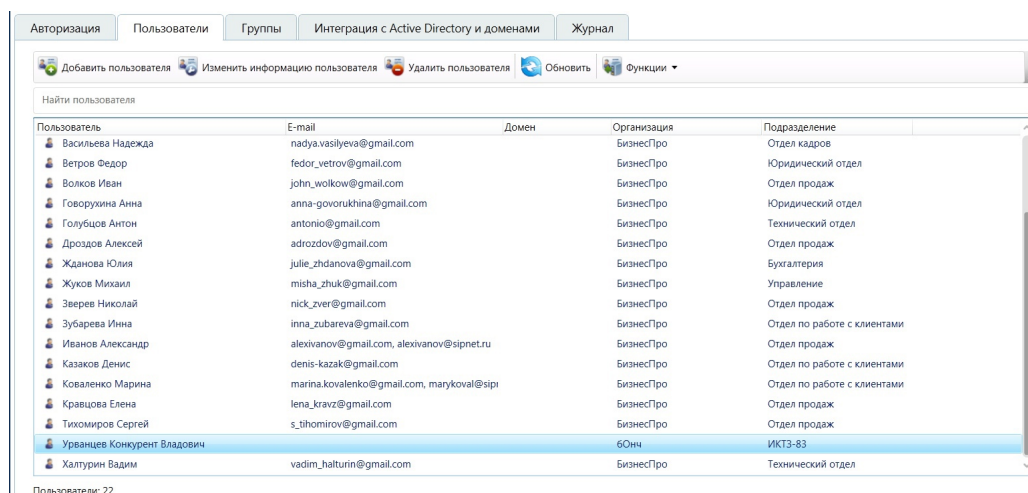 Авторизация Пользователи Группы Интеграция с Active Directory и доменами Журнал
Добавить пользователя Изменить информацию пользователя Удалить пользователя Обновить Функции
Найти пользователя
Пользователь E-mail Домен Организация Подразделение
Васильева Надежда nadya.vasilyeva@gmail.com БизнесПро Отдел кадров
Ветров Федор fedor_vetrov@gmail.com БизнесПро Юридический отдел
Волков Иван john_wolkow@gmail.com БизнесПро Отдел продаж
Говорухина Анна anna-govorukhina@gmail.com БизнесПро Юридический отдел
Голубцов Антон antonio@gmail.com БизнесПро Технический отдел
Дроздов Алексей adrozdov@gmail.com БизнесПро Отдел продаж
Жданова Юлия julie_zhdanova@gmail.com БизнесПро Бухгалтерия
Жуков Михаил misha_zhuk@gmail.com БизнесПро Управление
Зверев Николай nick_zver@gmail.com БизнесПро Отдел продаж
Зубарева Инна inna_zubareva@gmail.com БизнесПро Отдел по работе с клиентами
Иванов Александр alexivanov@gmail.com, alexivanov@sipnet.ru БизнесПро Отдел продаж
Казаков Денис denis-kazak@gmail.com БизнесПро Отдел по работе с клиентами
Коваленко Марина marina.kovalenko@gmail.com, marykoval@sipr БизнесПро Отдел по работе с клиентами
Кравцова Елена lena_kravz@gmail.com БизнесПро Отдел продаж
Тихомиров Сергей s_tihomirov@gmail.com БизнесПро Отдел продаж
Урванцев Конкурент Владович 6Онч ИКТЗ-83
Халтурин Вадим vadim_halturin@gmail.com БизнесПро Технический отдел
Пользователи: 22